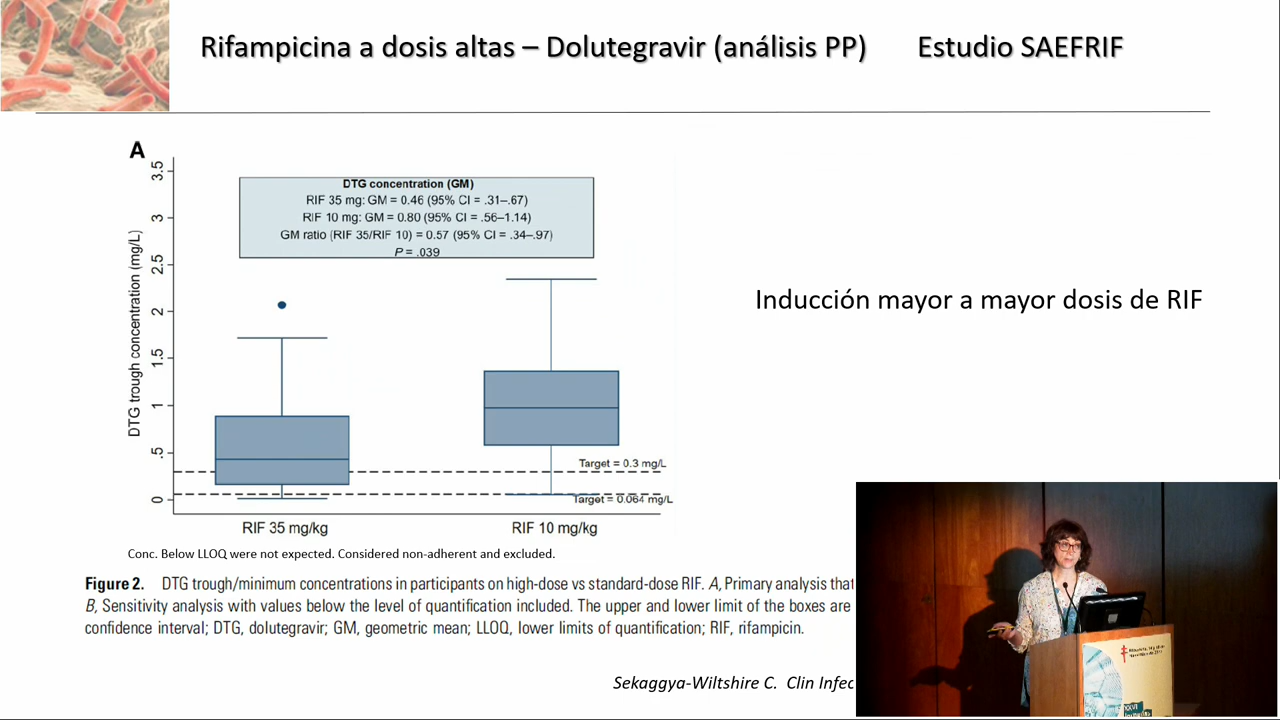 Rifampicina a dosis altas – Dolutegravir (análisis PP) Estudio SAEFRIF
A
DTG concentration (GM)
RIF 35 mg: GM = 0.46 (95% CI = .31–.67)
RIF 10 mg: GM = 0.80 (95% CI = .56–1.14)
GM ratio (RIF 35/RIF 10) = 0.57 (95% CI = .34–.97)
P = .039
DTG trough concentration (mg/L)
3.5
3
2.5
2
1.5
1
.5
0
Target = 0.3 mg/L
Target = 0.064 mg/L
RIF 35 mg/kg
RIF 10 mg/kg
Inducción mayor a mayor dosis de RIF
Conc. Below LLOQ were not expected. Considered non-adherent and excluded.
Figure 2. DTG trough/minimum concentrations in participants on high-dose vs standard-dose RIF. A, Primary analysis that
B, Sensitivity analysis with values below the level of quantification included. The upper and lower limit of the boxes are
confidence interval; DTG, dolutegravir; GM, geometric mean; LLOQ, lower limits of quantification; RIF, rifampicin.
Sekaggya-Wiltshire C. Clin Infec
XXVI